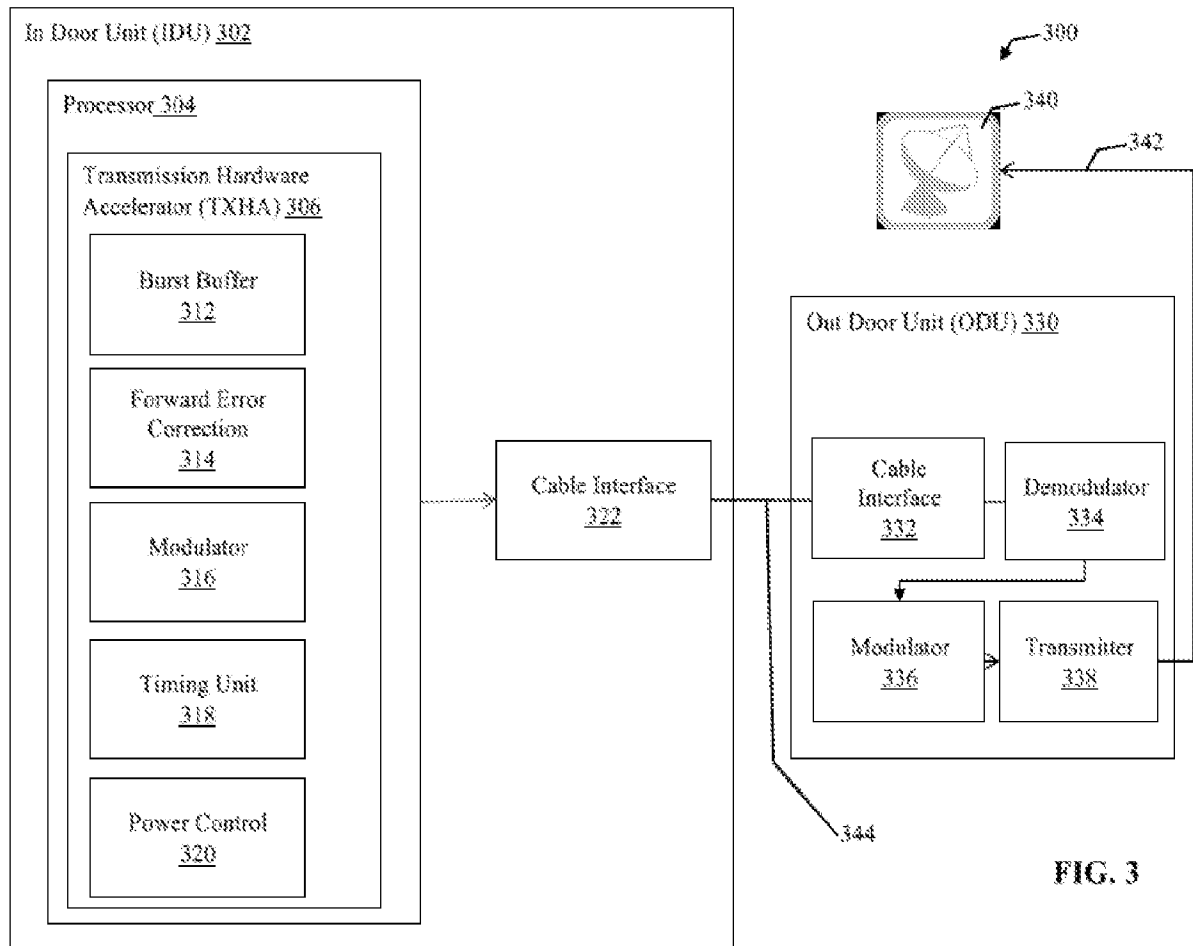 In Door Unit (IDU) 302
Processor 304
Transmission Hardware
Accelerator (TXHA) 306
Burst Buffer
312
Forward Error
Correction
314
Modulator
316
Timing Unit
318
Power Control
320
Cable Interface
322
300
340
342
Out Door Unit (ODU) 330
Cable
Interface
332
Demodulator
334
Modulator
336
Transmitter
338
344
FIG. 3